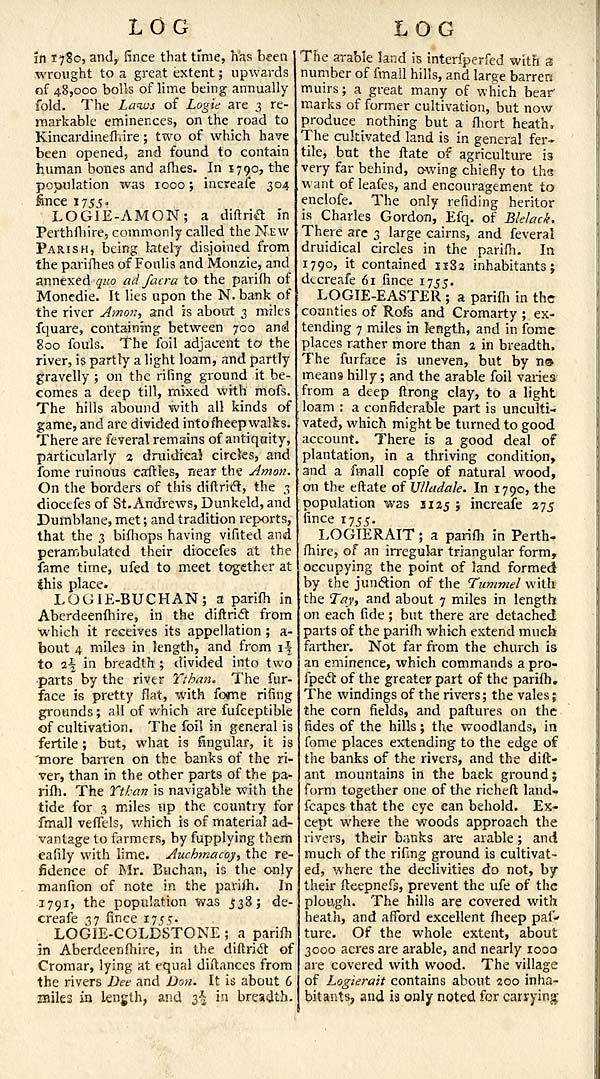 LOG
in 1780, and, ſince that time, has been
wrought to a great extent; upwards
of 48,000 bolls of lime being annually
ſold. The Laws of Logie are 3 re-
markable eminences, on the road to
Kincardineſhire; two of which have
been opened, and found to contain
human bones and aſhes. In 1790, the
population was 1000; increaſe 304
ſince 1755.
LOGIE-AMON; a diſtrict in
Perthſhire, commonly called the NEW
PARISH, being lately disjoined from
the pariſhes of Foulis and Monzie, and
annexed quo ad ſacra to the pariſh of
Monedie. It lies upon the N. bank of
the river Amon, and is about 3 miles
ſquare, containing between 700 and
800 ſouls. The ſoil adjacent to the
river, is partly a light loam, and partly
gravelly; on the riſing ground it be-
comes a deep till, mixed with moſs.
The hills abound with all kinds of
game, and are divided into ſheep walks.
There are ſeveral remains of antiquity,
particularly 2 druidical circles, and
ſome ruinous caſtles, near the Amon.
On the borders of this diſtrict, the 3
dioceſes of St. Andrews, Dunkeld, and
Dumblane, met; and tradition reports,
that the 3 biſhops having viſited and
perambulated their dioceſes at the
ſame time, uſed to meet together at
this place.
LOGIE-BUCHAN; a pariſh in
Aberdeenſhire, in the diſtrict from
which it receives its appellation; a-
bout 4 miles in length, and from 1½
to 2½ in breadth; divided into two
parts by the river Ythan. The ſur-
face is pretty flat, with ſome riſing
grounds; all of which are ſuſceptible
of cultivation. The ſoil in general is
fertile; but, what is ſingular, it is
more barren on the banks of the ri-
ver, than in the other parts of the pa-
riſh. The Ythan is navigable with the
tide for 3 miles up the country for
ſmall veſſels, which is of material ad-
vantage to farmers, by ſupplying them
eaſily with lime. Auchmacoy, the re-
ſidence of Mr. Buchan, is the only
manſion of note in the pariſh. In
1791, the population was 538; de-
creaſe 37 ſince 1755.
LOGIE-COLDSTONE; a pariſh
in Aberdeenſhire, in the diſtrict of
Cromar, lying at equal diſtances from
the rivers Dee and Don. It is about 6
miles in length, and 3½ in breadth.
LOG
The arable land is interſperſed with a
number of ſmall hills, and large barren
muirs; a great many of which bear
marks of former cultivation, but now
produce nothing but a ſhort heath.
The cultivated land is in general fer-
tile, but the ſtate of agriculture is
very far behind, owing chiefly to the
want of leaſes, and encouragement to
encloſe. The only reſiding heritor
is Charles Gordon, Eſq. of Blelack.
There are 3 large cairns, and ſeveral
druidical circles in the pariſh. In
1790, it contained 1182 inhabitants;
decreaſe 61 ſince 1755.
LOGIE-EASTER; a pariſh in the
counties of Roſs and Cromarty; ex-
tending 7 miles in length, and in ſome
places rather more than 2 in breadth.
The ſurface is uneven, but by no
means hilly; and the arable ſoil varies
from a deep ſtrong clay, to a light
loam: a conſiderable part is unculti-
vated, which might be turned to good
account. There is a good deal of
plantation, in a thriving condition,
and a ſmall copſe of natural wood,
on the eſtate of Ulladale. In 1790, the
population was 1125; increaſe 275
ſince 1755.
LOGIERAIT; a pariſh in Perth-
ſhire, of an irregular triangular form,
occupying the point of land formed
by the junction of the Tummel with
the Tay, and about 7 miles in length
on each ſide; but there are detached
parts of the pariſh which extend much
farther. Not far from the church is
an eminence, which commands a pro-
ſpect of the greater part of the pariſh.
The windings of the rivers; the vales;
the corn fields, and paſtures on the
ſides of the hills; the woodlands, in
ſome places extending to the edge of
the banks of the rivers, and the diſt-
ant mountains in the back ground;
form together one of the richeſt land-
ſcapes that the eye can behold. Ex-
cept where the woods approach the
rivers, their banks are arable; and
much of the riſing ground is cultivat-
ed, where the declivities do not, by
their ſteepneſs, prevent the uſe of the
plough. The hills are covered with
heath, and afford excellent ſheep paſ-
ture. Of the whole extent, about
3000 acres are arable, and nearly 1000
are covered with wood. The village
of Logierait contains about 200 inha-
bitants, and is only noted for carrying